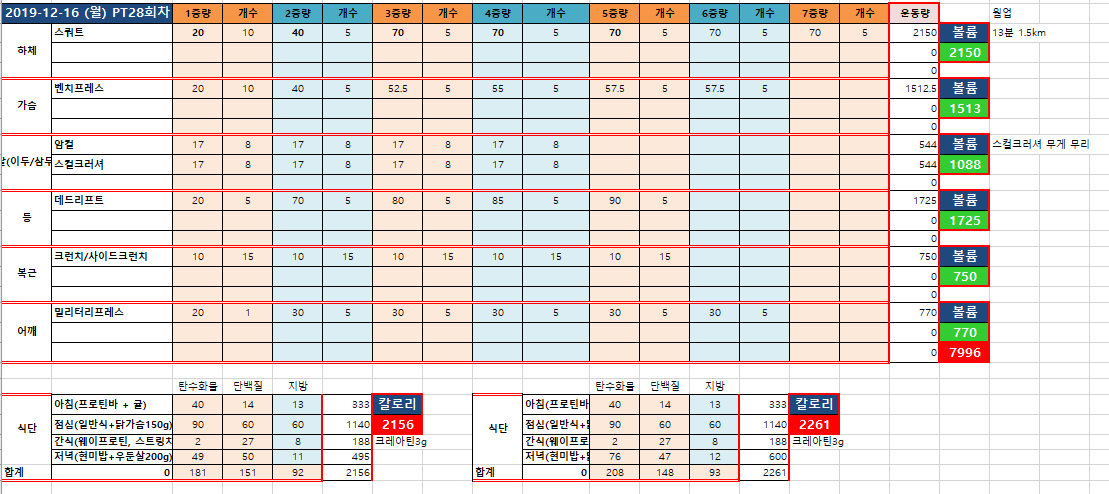 2019-12-16 (월) PT28회차 1중량 개수 2중량 개수 3중량 개수 4중량 개수 5중량 개수 6중량 개수 7중량 개수 운동량 웜업
하체 스쿼트 20 10 40 5 70 5 70 5 70 5 70 5 70 5 2150 볼륨 13분 1.5km
0 2150
0
가슴 벤치프레스 20 10 40 5 52.5 5 55 5 57.5 5 57.5 5 1512.5 볼륨
0 1513
0
암컬 17 8 17 8 17 8 17 8 544 볼륨 스컬크러셔 무게 무리
(이두/삼두 스컬크러셔 17 8 17 8 17 8 17 8 544 1088
0
등 데드리프트 20 5 70 5 80 5 85 5 90 5 1725 볼륨
0 1725
0
복근 크런치/사이드크런치 10 15 10 15 10 15 10 15 10 15 750 볼륨
0 750
0
어깨 밀리터리프레스 20 1 30 5 30 5 30 5 30 5 30 5 770 볼륨
0 770
0 7996
탄수화물 단백질 지방 탄수화물 단백질 지방
식단 아침(프로틴바 + 귤) 40 14 13 333 칼로리 식단 아침(프로틴바 40 14 13 333 칼로리
점심(일반식+닭가슴150g) 90 60 60 1140 2156 점심(일반식+ 90 60 60 1140 2261
간식(웨이프로틴, 스트링치 2 27 8 188 크레아틴3g 간식(웨이프로 2 27 8 188 크레아틴3g
저녁(현미밥+우둔살200g) 49 50 11 495 저녁(현미밥+ 76 47 12 600
합계 0 181 151 92 2156 합계 0 208 148 93 2261